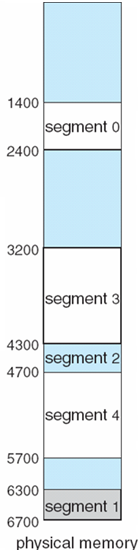 1400
segment 0
2400
3200
segment 3
4300
segment 2
4700
segment 4
5700
6300
segment 1
6700
physical memory